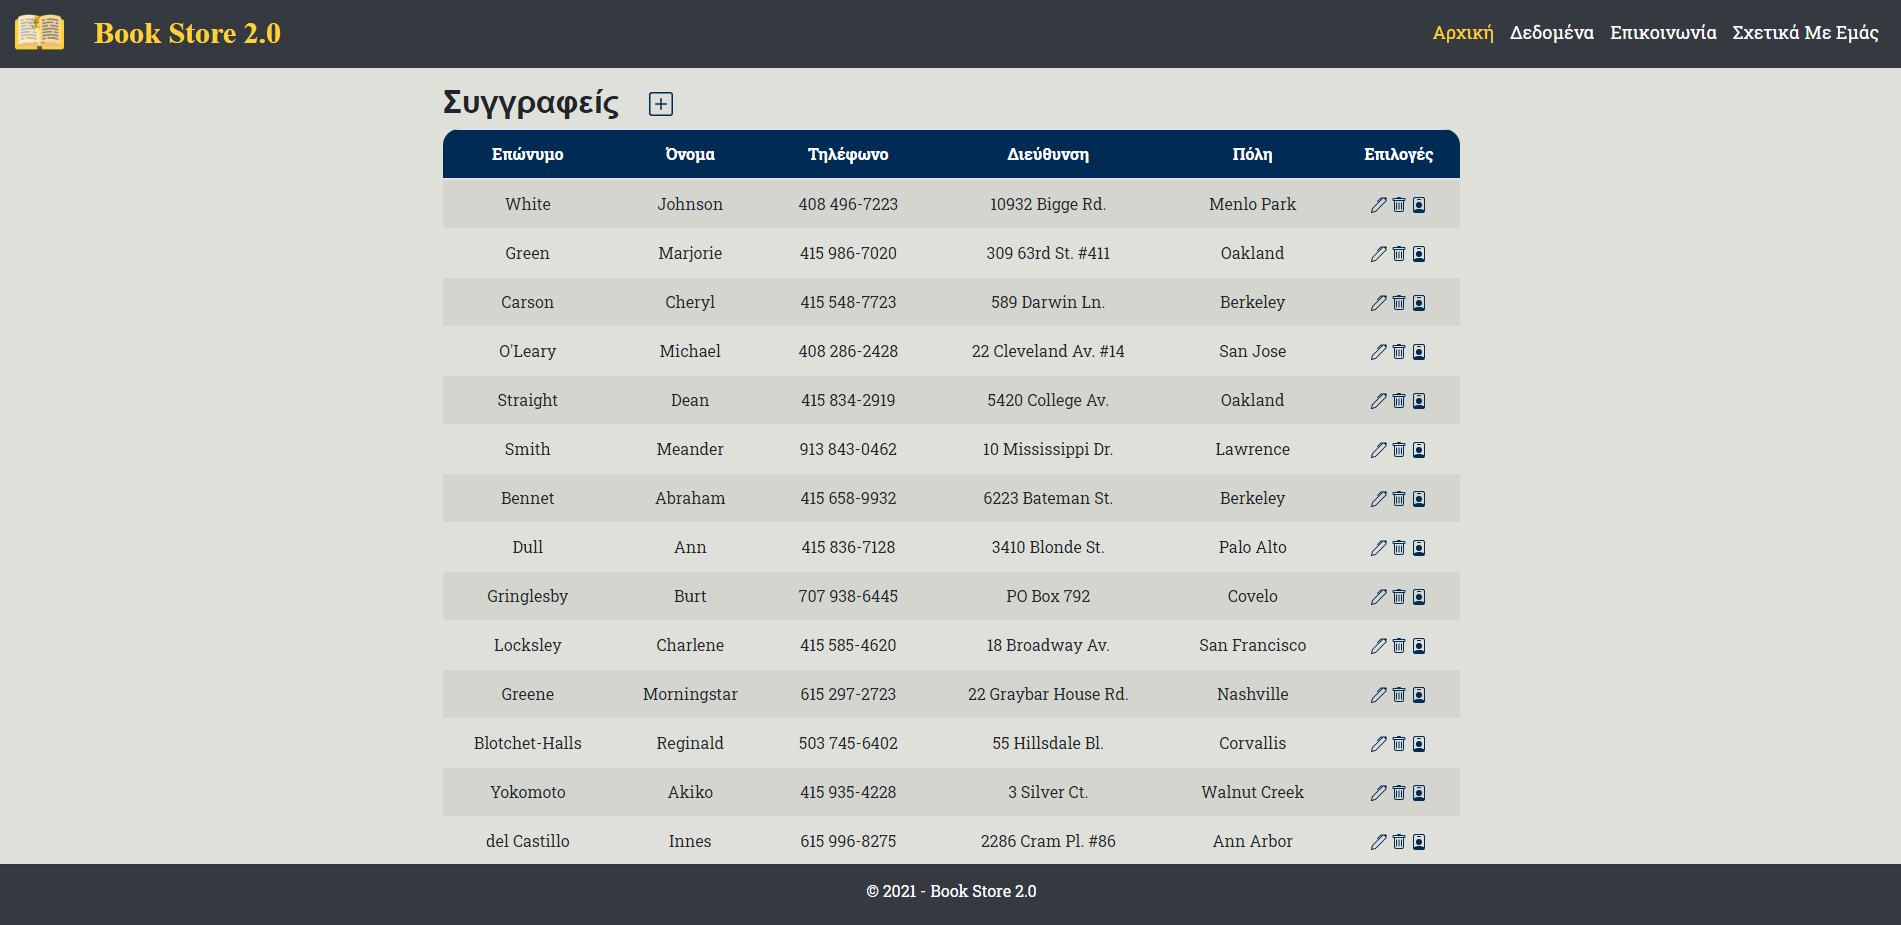 Book Store 2.0 Αρχική Δεδομένα Επικοινωνία Σχετικά Με Εμάς
Συγγραφείς
Επώνυμο Όνομα Τηλέφωνο Διεύθυνση Πόλη Επιλογές
White Johnson 408 496-7223 10932 Bigge Rd. Menlo Park
Green Marjorie 415 986-7020 309 63rd St. #411 Oakland
Carson Cheryl 415 548-7723 589 Darwin Ln. Berkeley
O'Leary Michael 408 286-2428 22 Cleveland Av. #14 San Jose
Straight Dean 415 834-2919 5420 College Av. Oakland
Smith Meander 913 843-0462 10 Mississippi Dr. Lawrence
Bennet Abraham 415 658-9932 6223 Bateman St. Berkeley
Dull Ann 415 836-7128 3410 Blonde St. Palo Alto
Gringlesby Burt 707 938-6445 PO Box 792 Covelo
Locksley Charlene 415 585-4620 18 Broadway Av. San Francisco
Greene Morningstar 615 297-2723 22 Graybar House Rd. Nashville
Blotchet-Halls Reginald 503 745-6402 55 Hillsdale Bl. Corvallis
Yokomoto Akiko 415 935-4228 3 Silver Ct. Walnut Creek
del Castillo Innes 615 996-8275 2286 Cram Pl. #86 Ann Arbor
© 2021 - Book Store 2.0